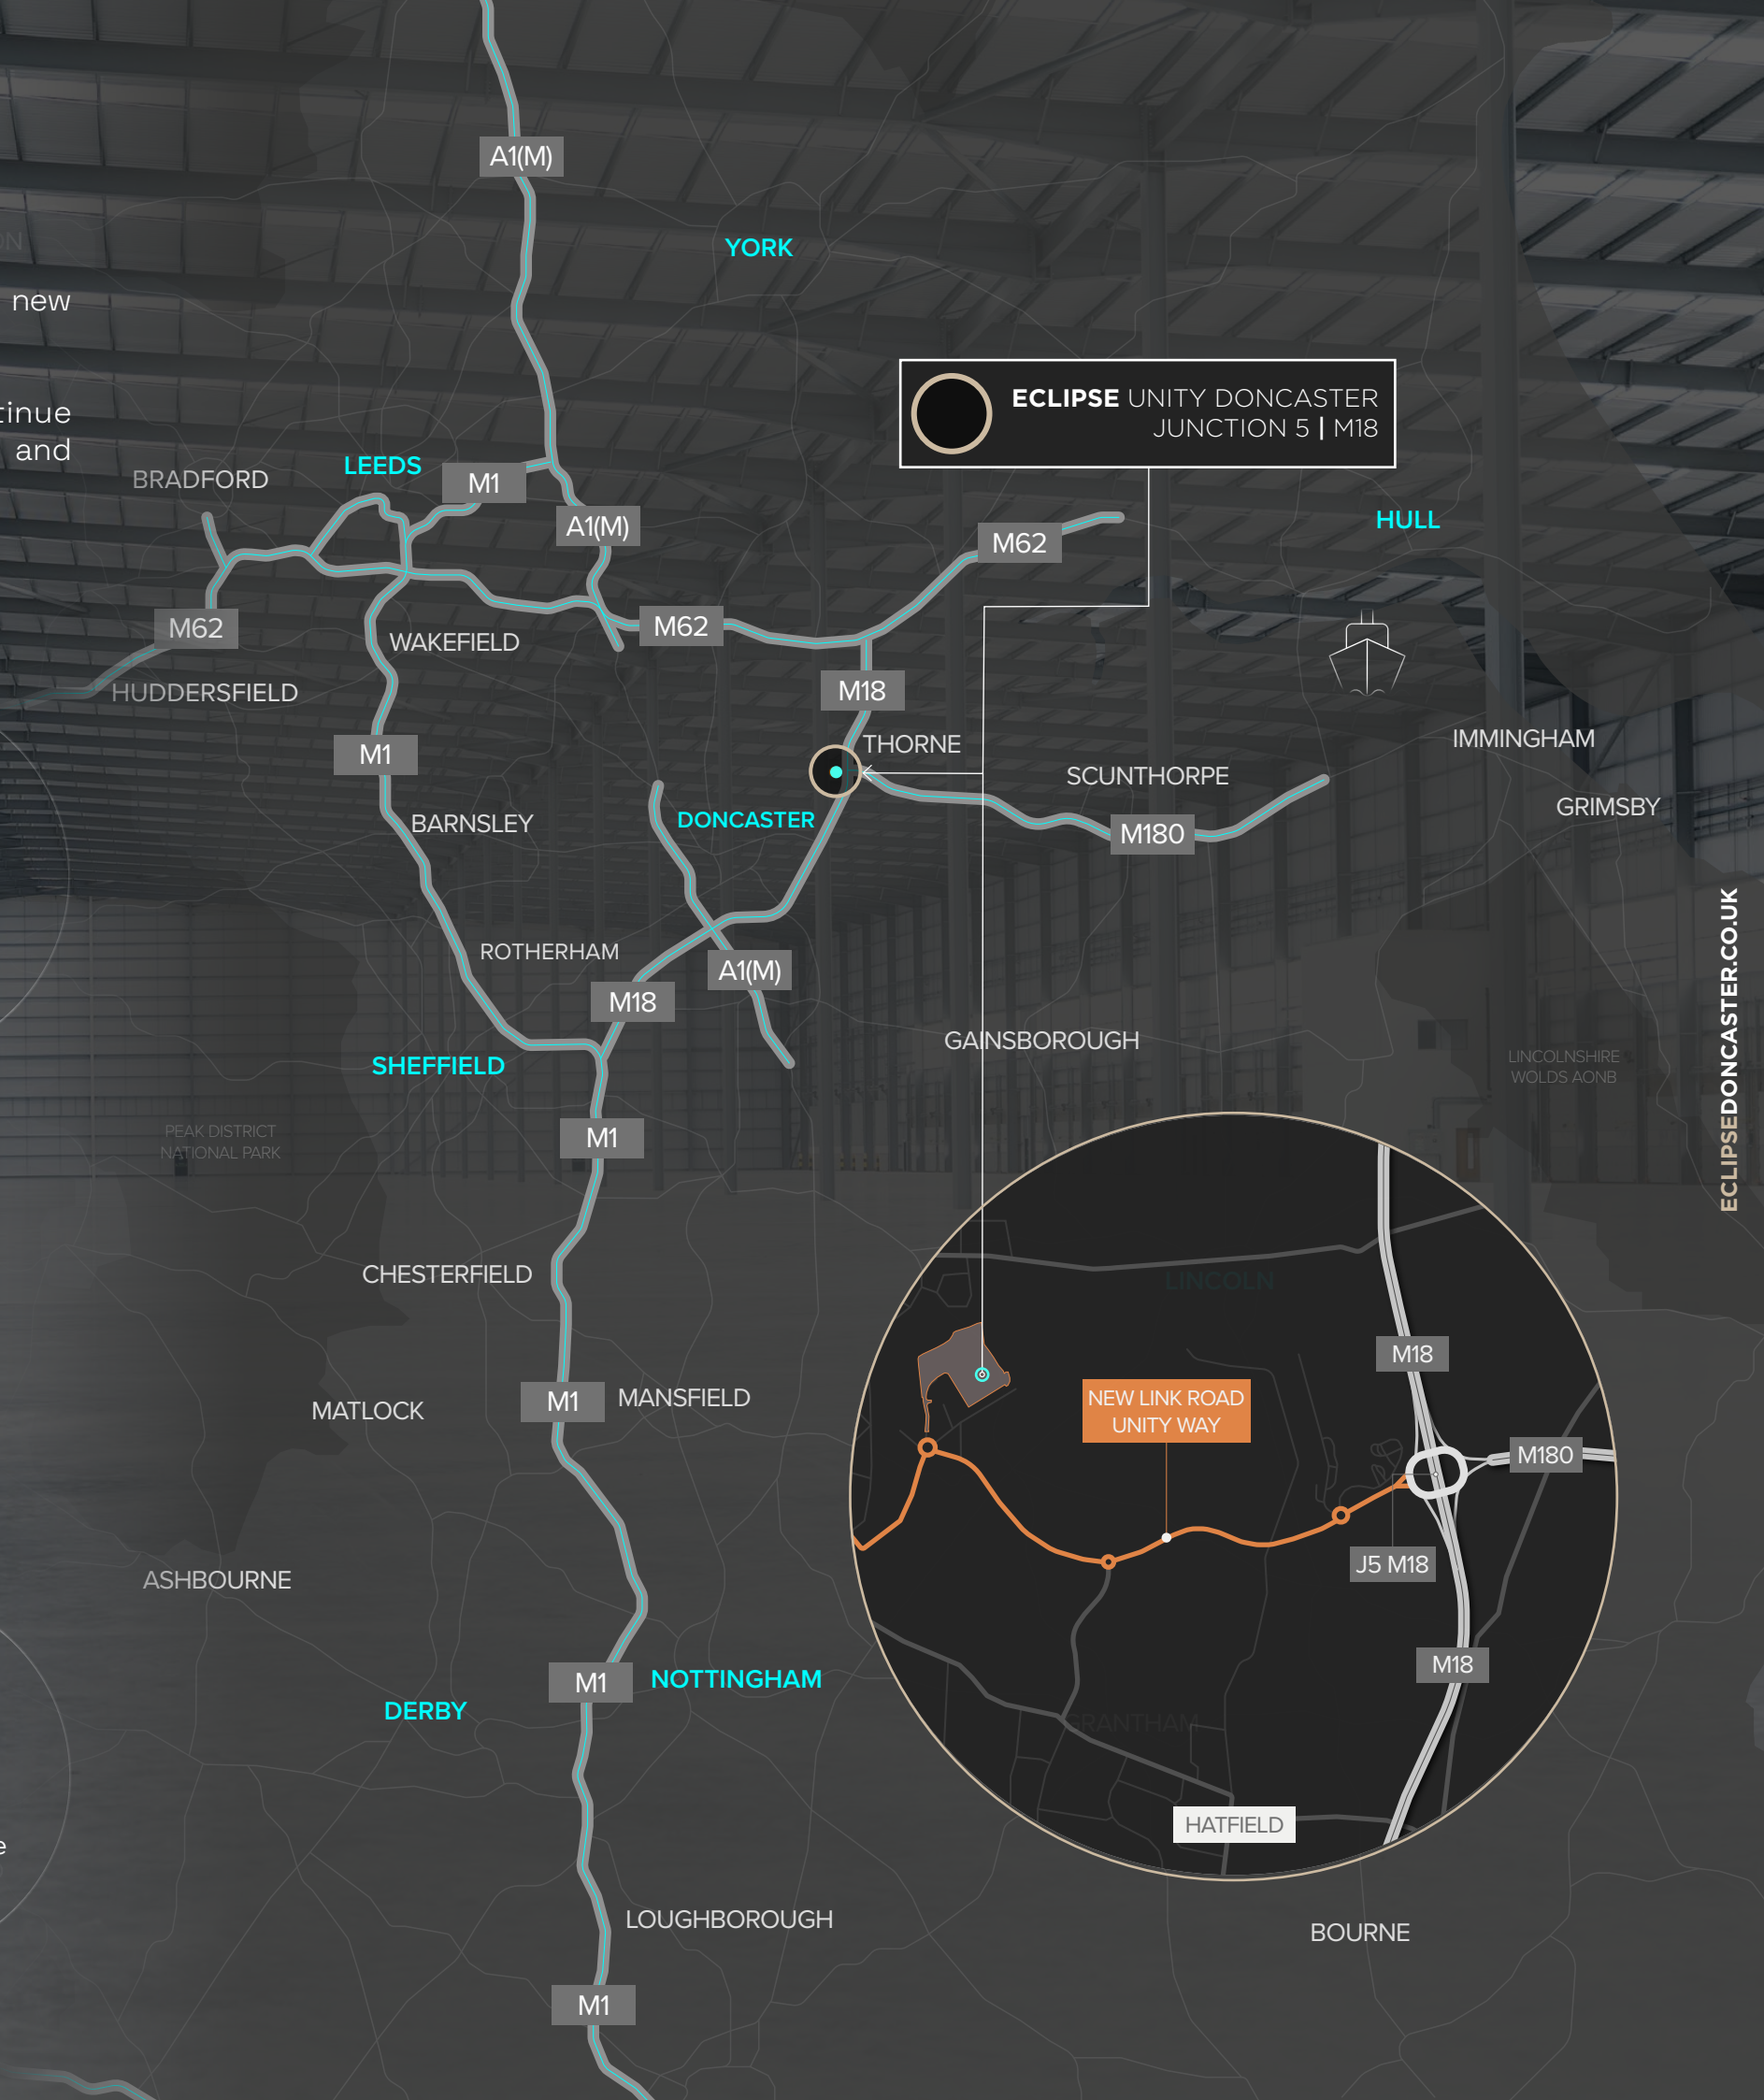 new
A1(M)
YORK
ECLIPSE UNITY DONCASTER
JUNCTION 5 | M18
and
BRADFORD
LEEDS
M1
A1(M)
M62
HULL
M62
M62
WAKEFIELD
HUDDERSFIELD
M18
THORNE
M1
IMMINGHAM
SCUNTHORPE
GRIMSBY
BARNSLEY
DONCASTER
M180
ROTHERHAM
A1(M)
M18
GAINSBOROUGH
SHEFFIELD
LINCOLNSHIRE
WOLDS AONB
ECLIPSEDONCASTER.CO.UK
PEAK DISTRICT
NATIONAL PARK
M1
CHESTERFIELD
LINCOLN
M18
MATLOCK
M1
MANSFIELD
NEW LINK ROAD
UNITY WAY
M180
J5 M18
ASHBOURNE
M18
M1
NOTTINGHAM
DERBY
GRANTHAM
HATFIELD
LOUGHBOROUGH
BOURNE
M1